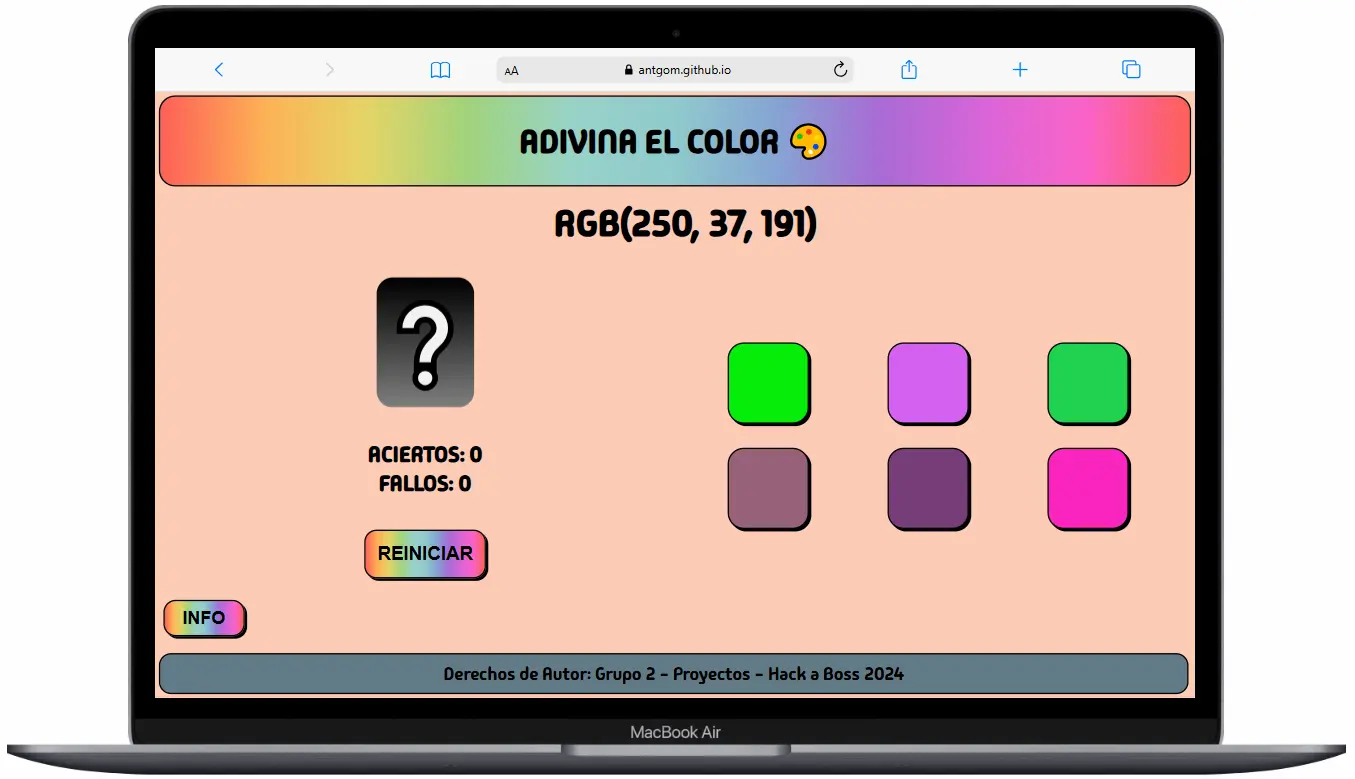 AA antgom.github.io
ADIVINA EL COLOR
RGB(250, 37, 191)
?
ACIERTOS: 0
FALLOS: 0
REINICIAR
INFO
Derechos de Autor: Grupo 2 - Proyectos - Hack a Boss 2024
MacBook Air